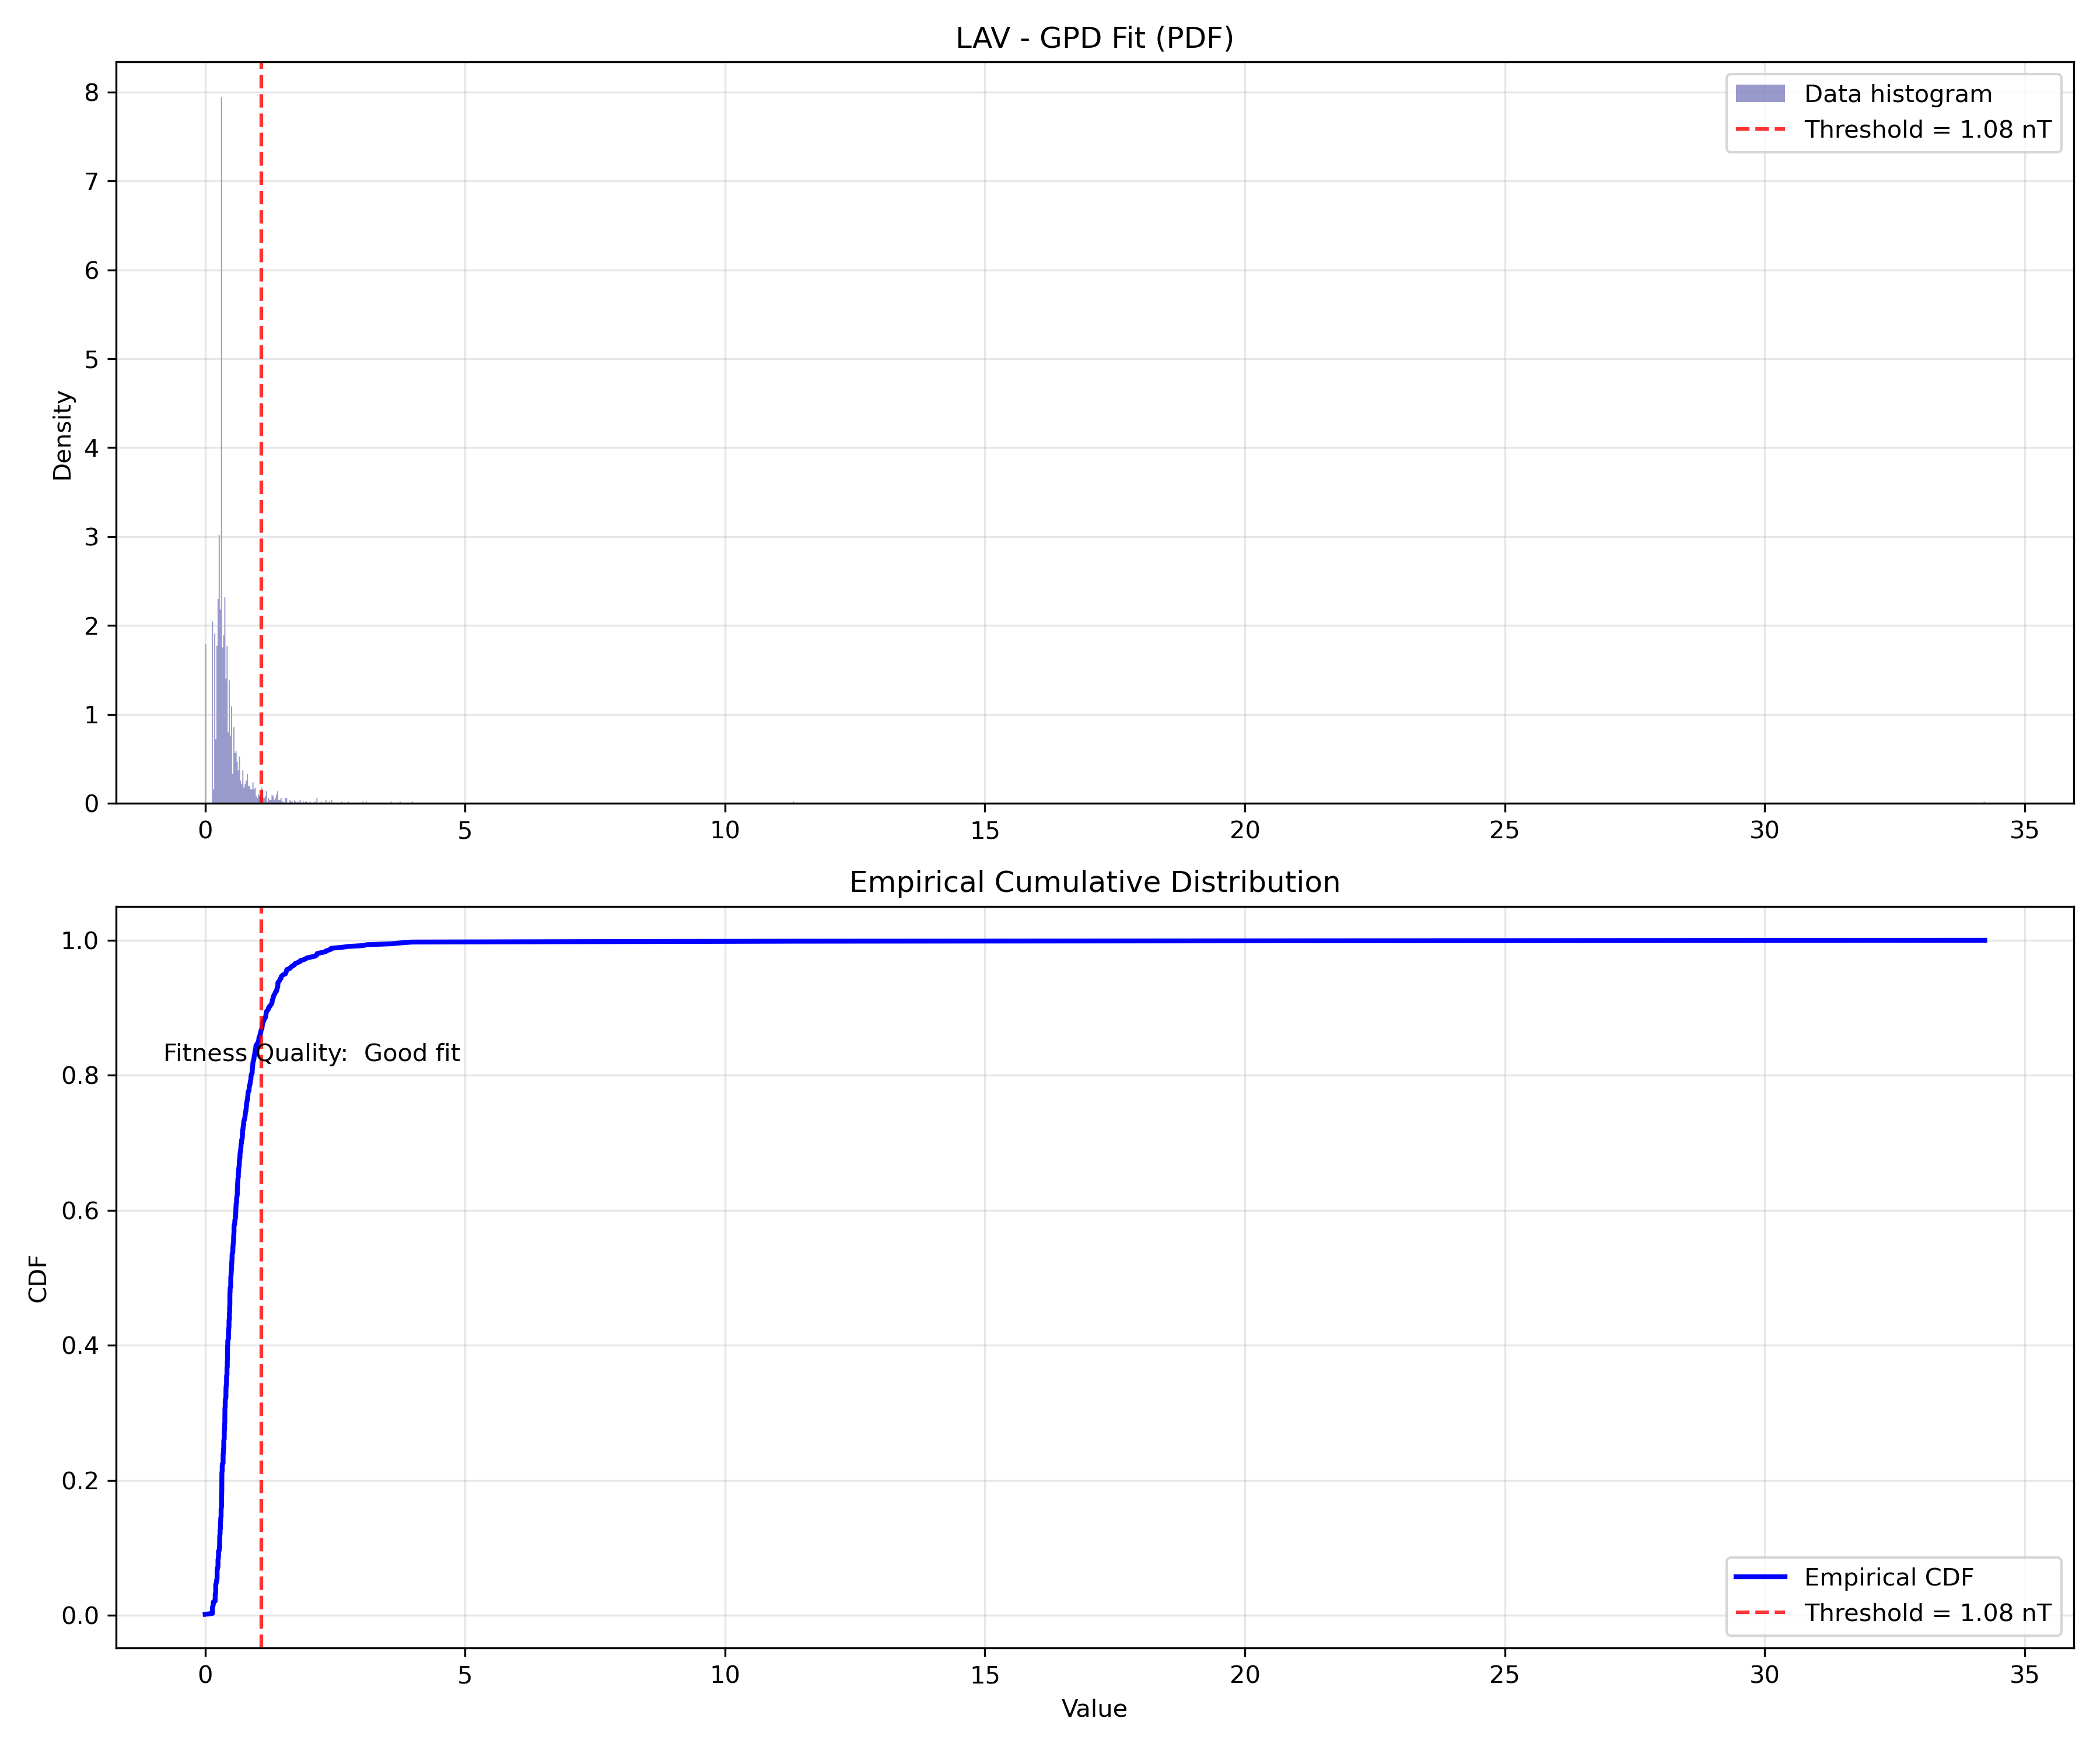 LAV - GPD Fit (PDF)
Density
8
7
6
5
4
3
2
1
0
0 5 10 15 20 25 30 35
Data histogram
Threshold = 1.08 nT
Empirical Cumulative Distribution
CDF
1.0
0.8
0.6
0.4
0.2
0.0
Fitness Quality:  Good fit
Empirical CDF
Threshold = 1.08 nT
0 5 10 15 20 25 30 35
Value